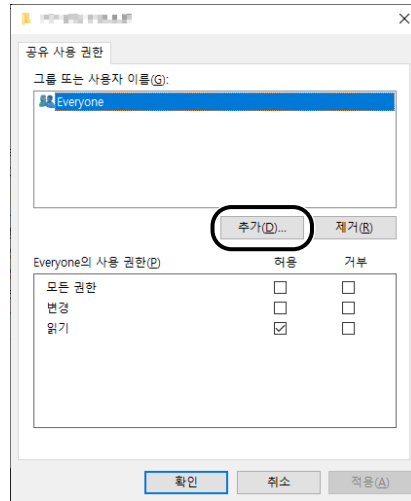 공유 사용 권한
그룹 또는 사용자 이름(G):
Everyone
추가(D)... 제거(R)
Everyone의 사용 권한(P) 허용 거부
모든 권한
변경
읽기
확인 취소 적용(A)